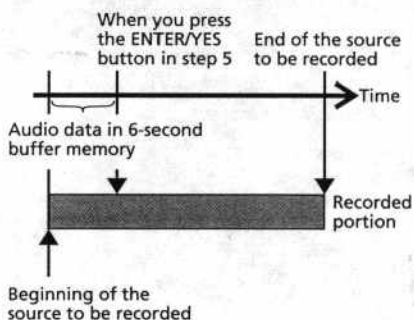 When you press
the ENTER/YES
button in step 5
End of the source
to be recorded
Time
Audio data in 6-second
buffer memory
Recorded
portion
Beginning of the
source to be recorded